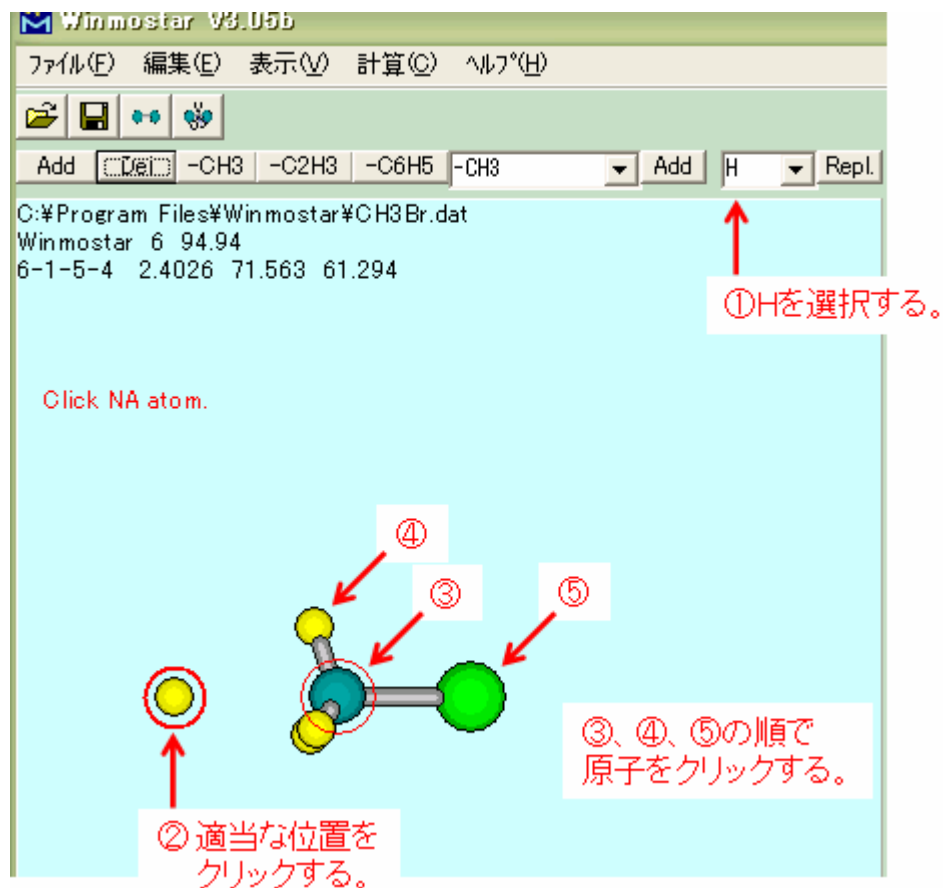 Winmostar V3.05b
ファイル(F) 編集(E) 表示(V) 計算(C) ヘルプ(H)
Add Del -CH3 -C2H3 -C6H5 -CH3 Add H Repl.
C:¥Program Files¥Winmostar¥CH3Br.dat
Winmostar 6 94.94
6-1-5-4 2.4026 71.563 61.294
①Hを選択する。
Click NA atom.
④
③
⑤
③、④、⑤の順で
原子をクリックする。
②適当な位置を
クリックする。